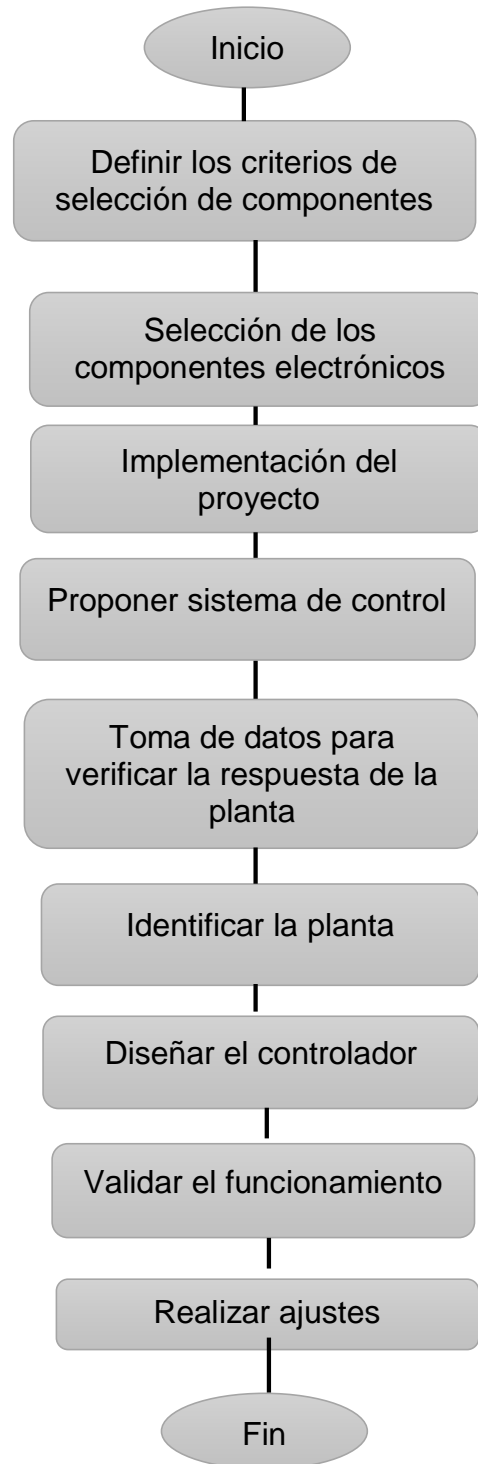 Inicio
Definir los criterios de
selección de componentes
Selección de los
componentes electrónicos
Implementación del
proyecto
Proponer sistema de control
Toma de datos para
verificar la respuesta de la
planta
Identificar la planta
Diseñar el controlador
Validar el funcionamiento
Realizar ajustes
Fin